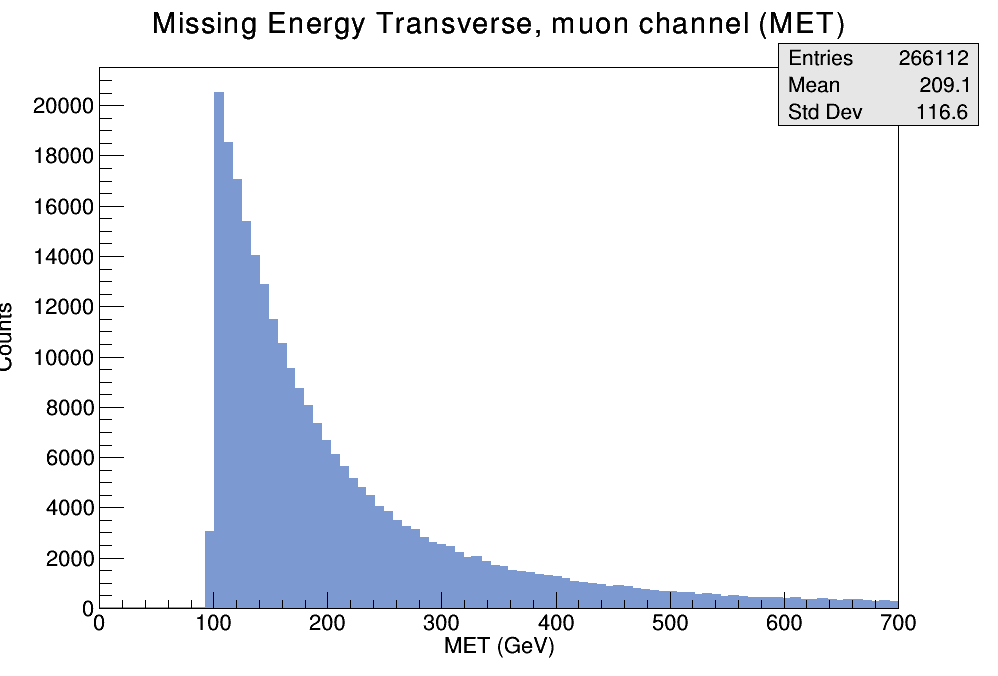 Missing Energy Transverse, muon channel (MET)
Entries 266112
Mean 209.1
Std Dev 116.6
20000
18000
16000
14000
12000
10000
8000
6000
4000
2000
0
Counts
0 100 200 300 400 500 600 700
MET (GeV)